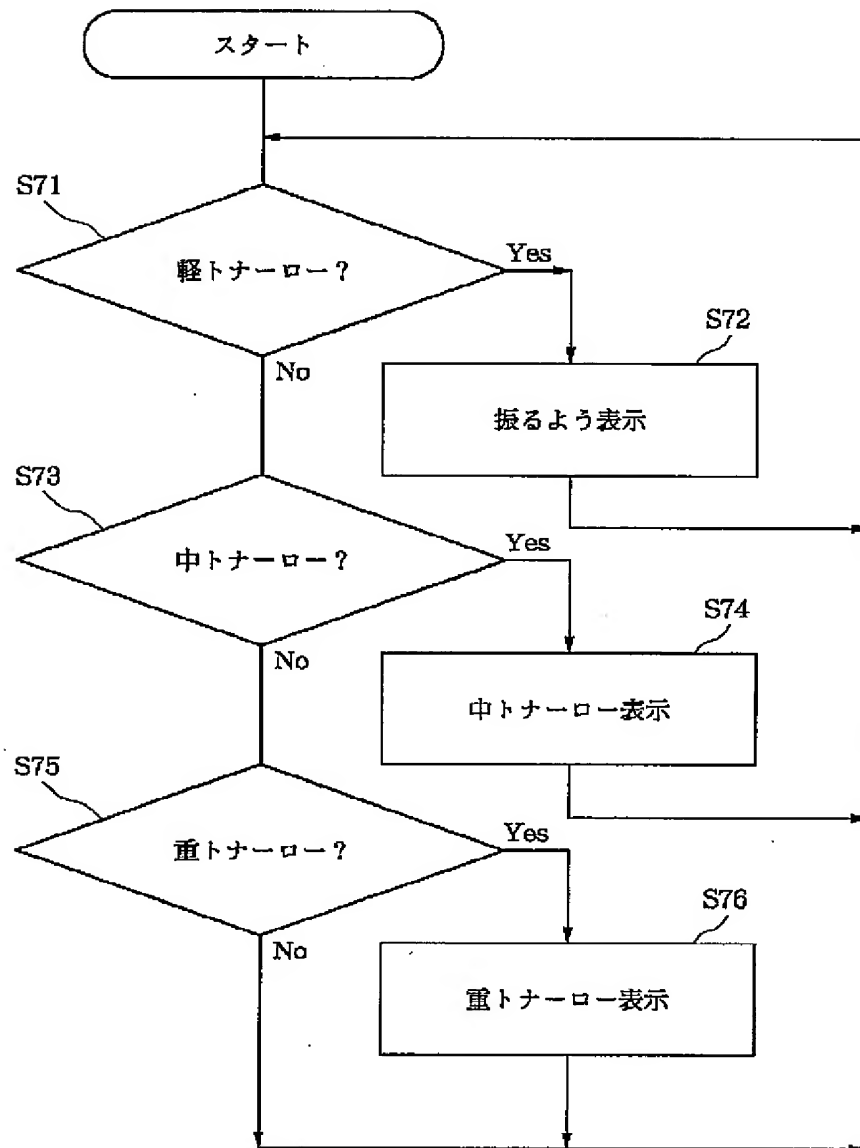 スタート
S71
軽トナーロー？
Yes
S72
No
振るよう表示
S73
中トナーロー？
Yes
S74
No
中トナーロー表示
S75
重トナーロー？
Yes
S76
No
重トナーロー表示